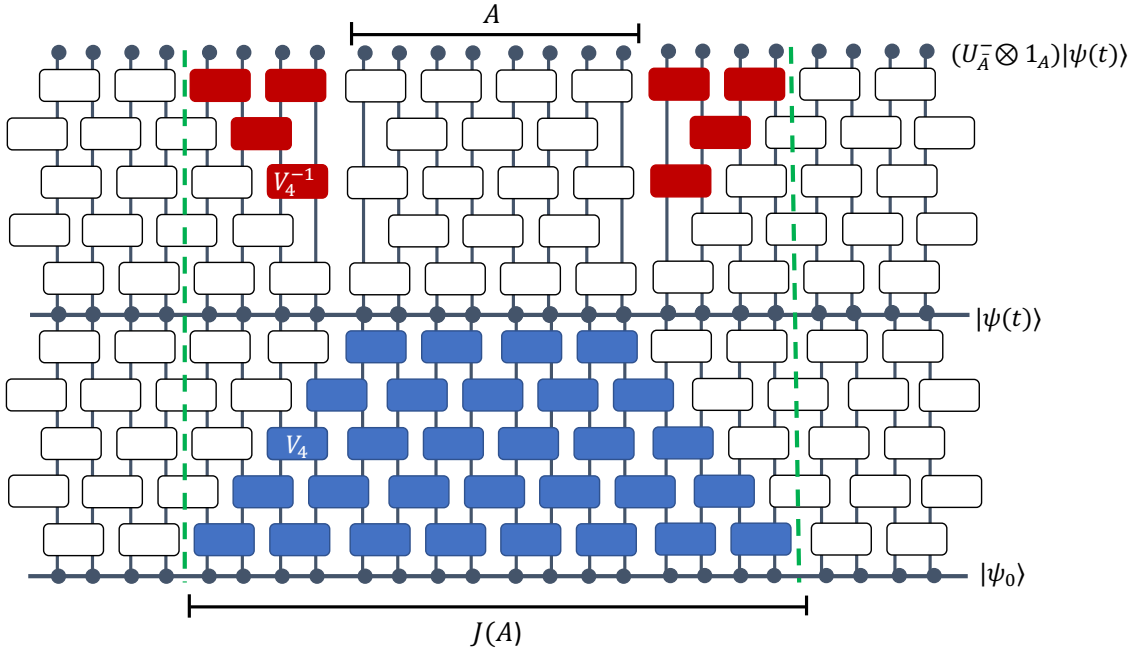 A
(U_Ā^- ⊗ 1_A)|ψ(t)⟩
V_4^{-1}
|ψ(t)⟩
V_4
|ψ_0⟩
J(A)